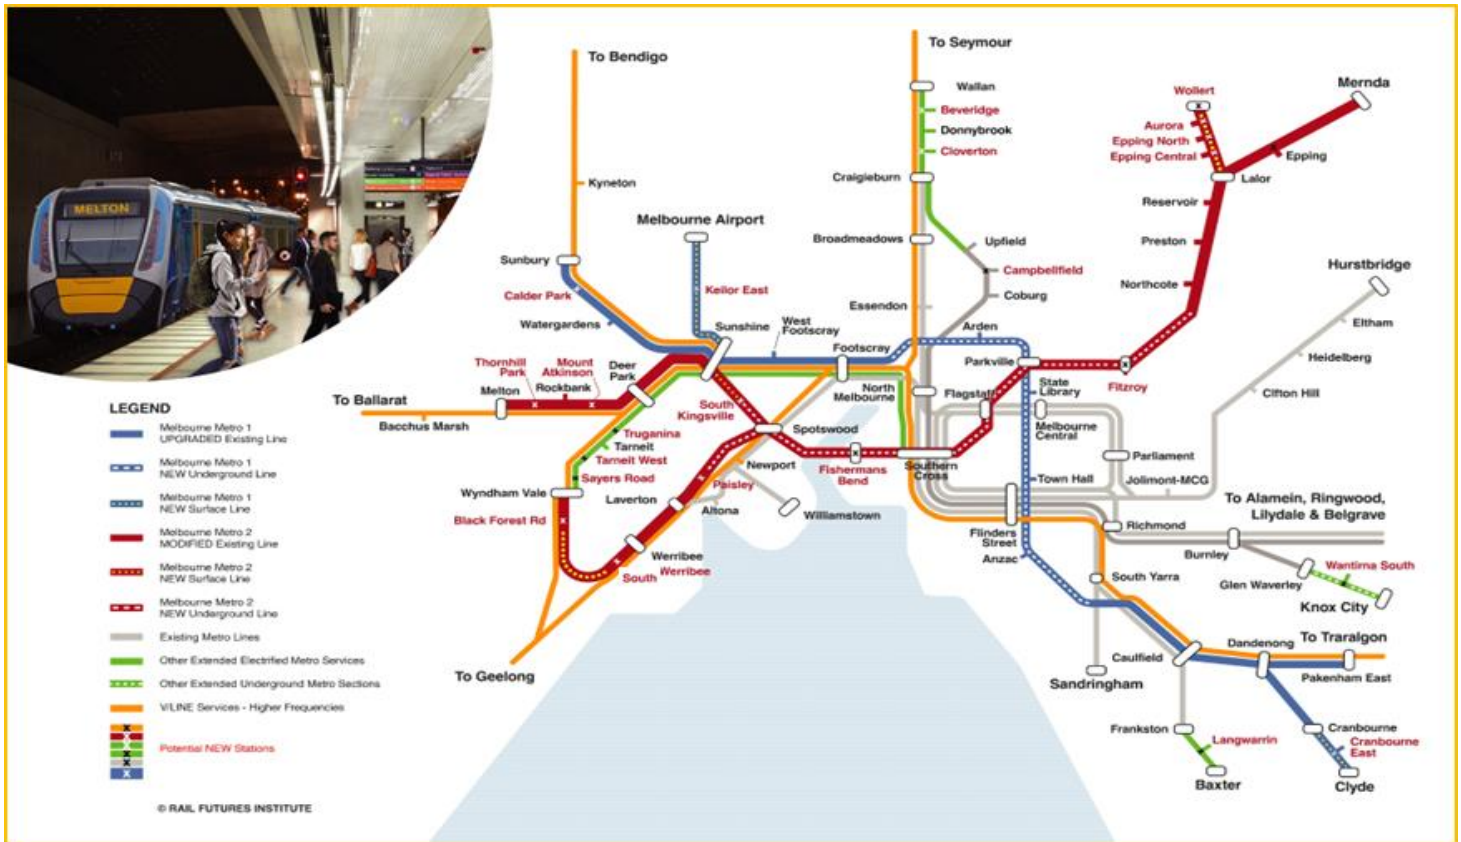 MELTON
To Bendigo
To Seymour
Wallan
Beveridge
Donnybrook
Cloverton
Craigieburn
Broadmeadows
Upfield
Campbellfield
Coburg
Essendon
Wollert
Aurora
Epping North
Epping Central
Mernda
Epping
Lalor
Reservoir
Preston
Northcote
Hurstbridge
Eltham
Heidelberg
Clifton Hill
Kyneton
Melbourne Airport
Sunbury
Keilor East
Calder Park
Watergardens
Sunshine
West
Footscray
Footscray
Arden
Parkville
Thornhill
Park
Mount
Atkinson
Rockbank
Deer
Park
Melton
To Ballarat
Bacchus Marsh
South
Kingsville
North
Melbourne
Flagstaff
State
Library
Fitzroy
Melbourne
Central
Truganina
Tarneit
Tarneit West
Sayers Road
Spotswood
Newport
Fishermans
Bend
Southern
Cross
Parliament
Jolimont-MCG
Town Hall
Wyndham Vale
Laverton
Paisley
Altona
Williamstown
Black Forest Rd
Werribee
South Werribee
To Geelong
Flinders
Street
Anzac
Richmond
To Alamein, Ringwood,
Lilydale & Belgrave
Burnley
Glen Waverley
Wantirna South
Knox City
South Yarra
Caulfield
Dandenong
To Traralgon
Pakenham East
Sandringham
Frankston
Langwarrin
Baxter
Cranbourne
Cranbourne
East
Clyde
LEGEND
Melbourne Metro 1
UPGRADED Existing Line
Melbourne Metro 1
NEW Underground Line
Melbourne Metro 1
NEW Surface Line
Melbourne Metro 2
MODIFIED Existing Line
Melbourne Metro 2
NEW Surface Line
Melbourne Metro 2
NEW Underground Line
Existing Metro Lines
Other Extended Electrified Metro Services
Other Extended Underground Metro Sections
V/LINE Services - Higher Frequencies
Potential NEW Stations
© RAIL FUTURES INSTITUTE